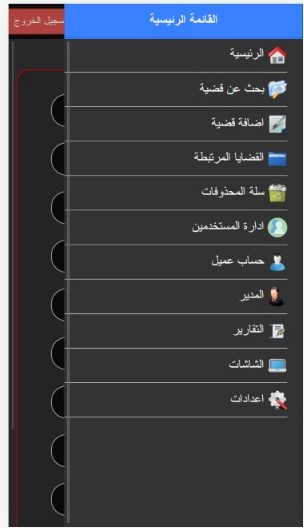 القائمة الرئيسية
سجيل الخروج
الرئيسية
بحث عن قضية
اضافة قضية
القضايا المرتبطة
سلة المحذوفات
ادارة المستخدمين
حساب عميل
المدير
التقارير
الشاشات
اعدادات